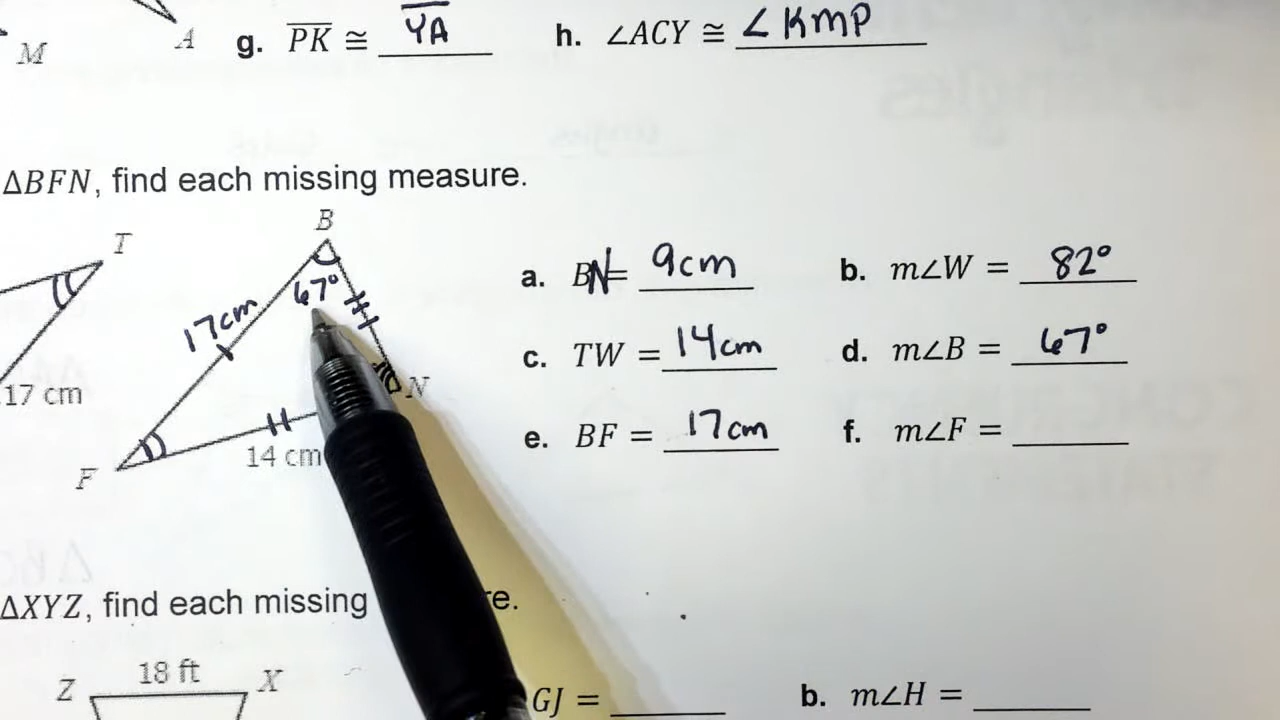 M
A
g. PK ≅ YA h. ∠ACY ≅ ∠KMP
ΔBFN, find each missing measure.
T
B
17cm
67°
17 cm
N
F
14 cm
a. BN= 9cm b. m∠W = 82°
c. TW = 14cm d. m∠B = 67°
e. BF = 17cm f. m∠F =
ΔXYZ, find each missing re.
Z 18 ft X
GJ = b. m∠H =